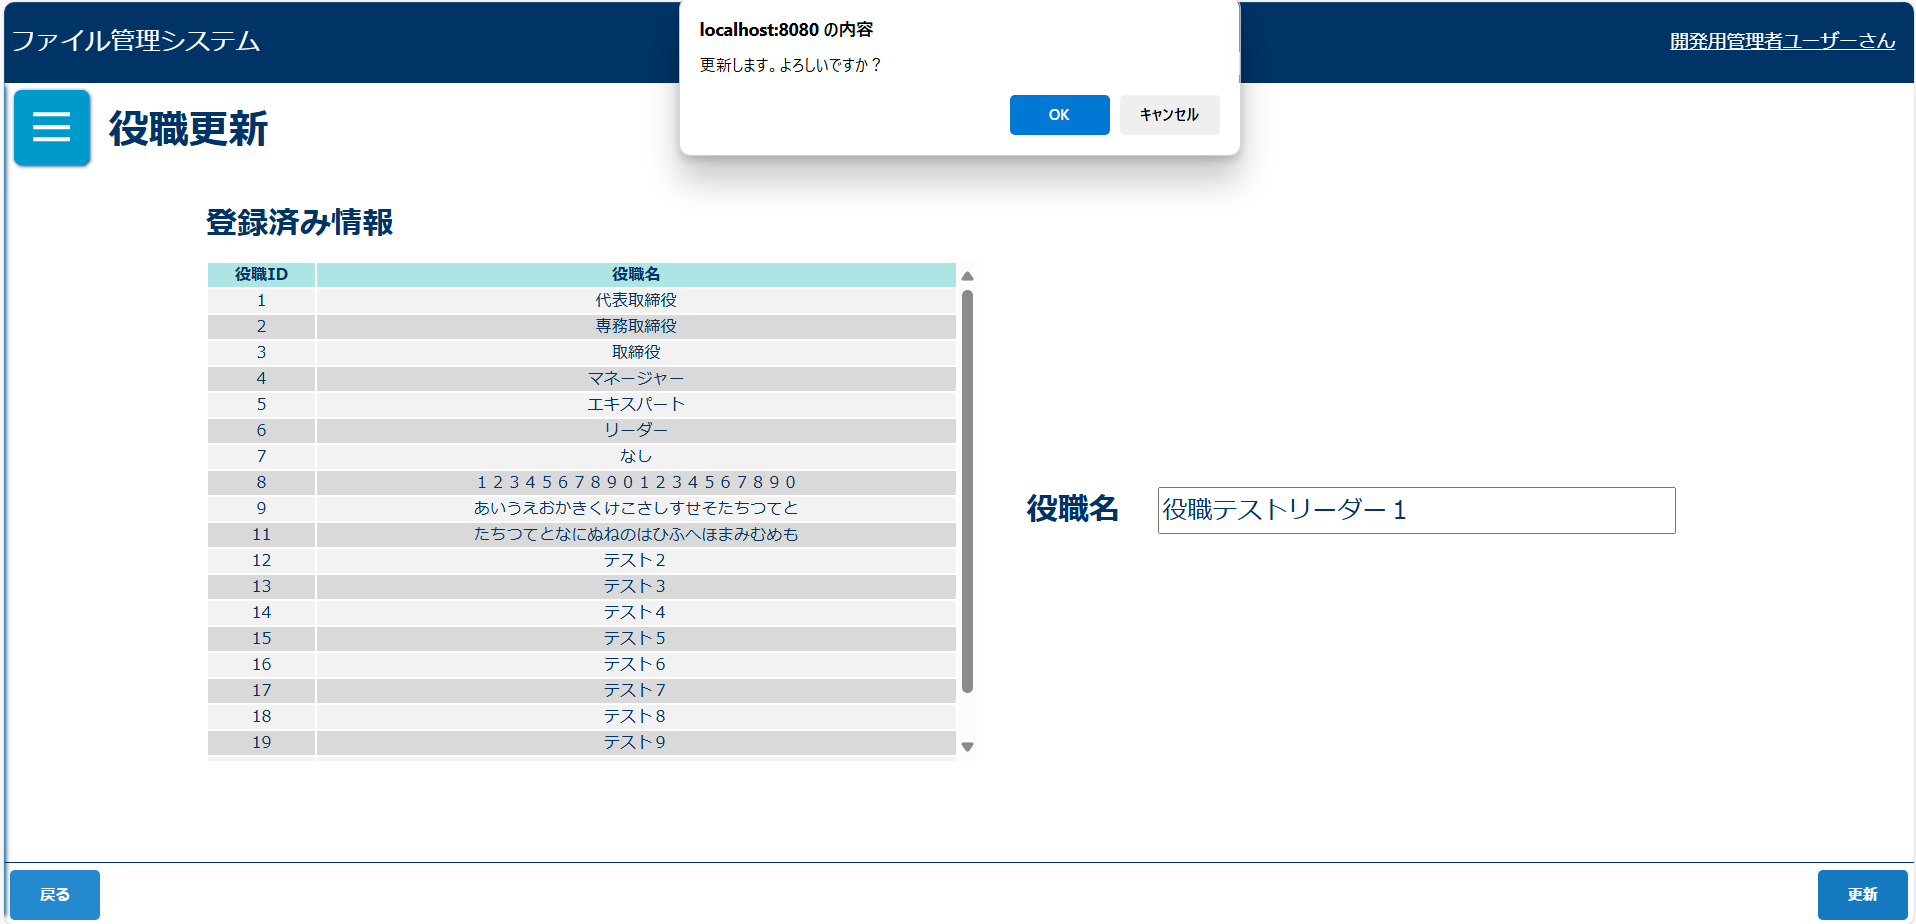 localhost:8080 の内容
更新します。よろしいですか？
OK キャンセル
ファイル管理システム
開発用管理者ユーザーさん
役職更新
登録済み情報
役職ID 役職名
1 代表取締役
2 専務取締役
3 取締役
4 マネージャー
5 エキスパート
6 リーダー
7 なし
8 １２３４５６７８９０１２３４５６７８９０
9 あいうえおかきくけこさしすせそたちつてと
11 たちつてとなにぬねのはひふへほまみむめも
12 テスト２
13 テスト３
14 テスト４
15 テスト５
16 テスト６
17 テスト７
18 テスト８
19 テスト９
役職名 役職テストリーダー１
戻る 更新